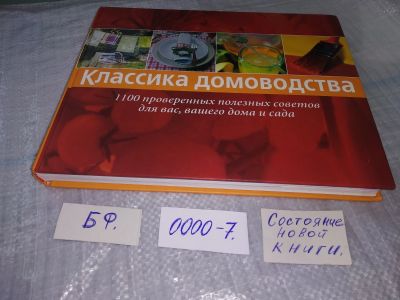 Классика домоводства
1100 проверенных полезных советов
для вас, вашего дома и сада
БФ.
0000-7.
Состояние
новой
книги.